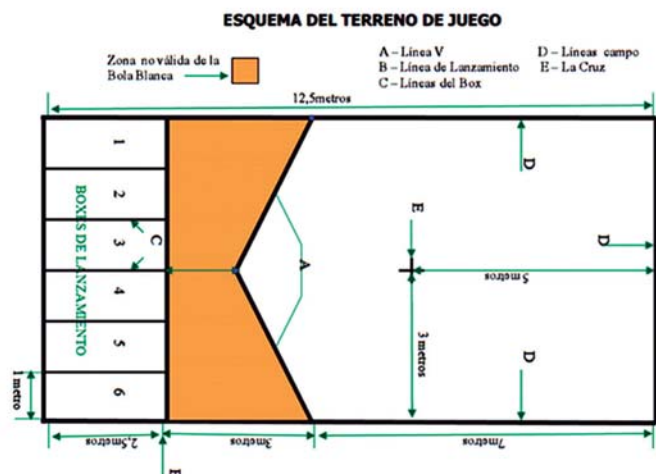 ESQUEMA DEL TERRENO DE JUEGO
Zona no válida de la
Bola Blanca
A – Línea V
B – Línea de Lanzamiento
C – Líneas del Box
D – Líneas campo
E – La Cruz
12,5metros
1
2
3
4
5
6
BOXES DE LANZAMIENTO
C
A
E
D
D
D
5 metros
3 metros
1 metro
2,5metros
3metros
7metros